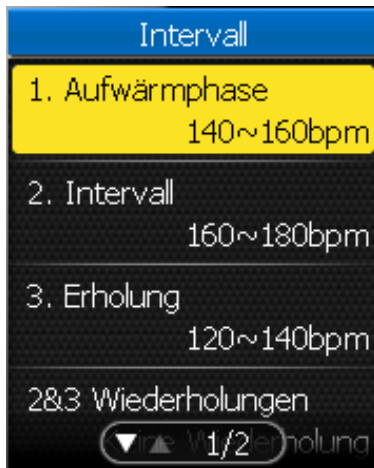 Intervall
1. Aufwärmphase
140~160bpm
2. Intervall
160~180bpm
3. Erholung
120~140bpm
2&3 Wiederholungen
1/2